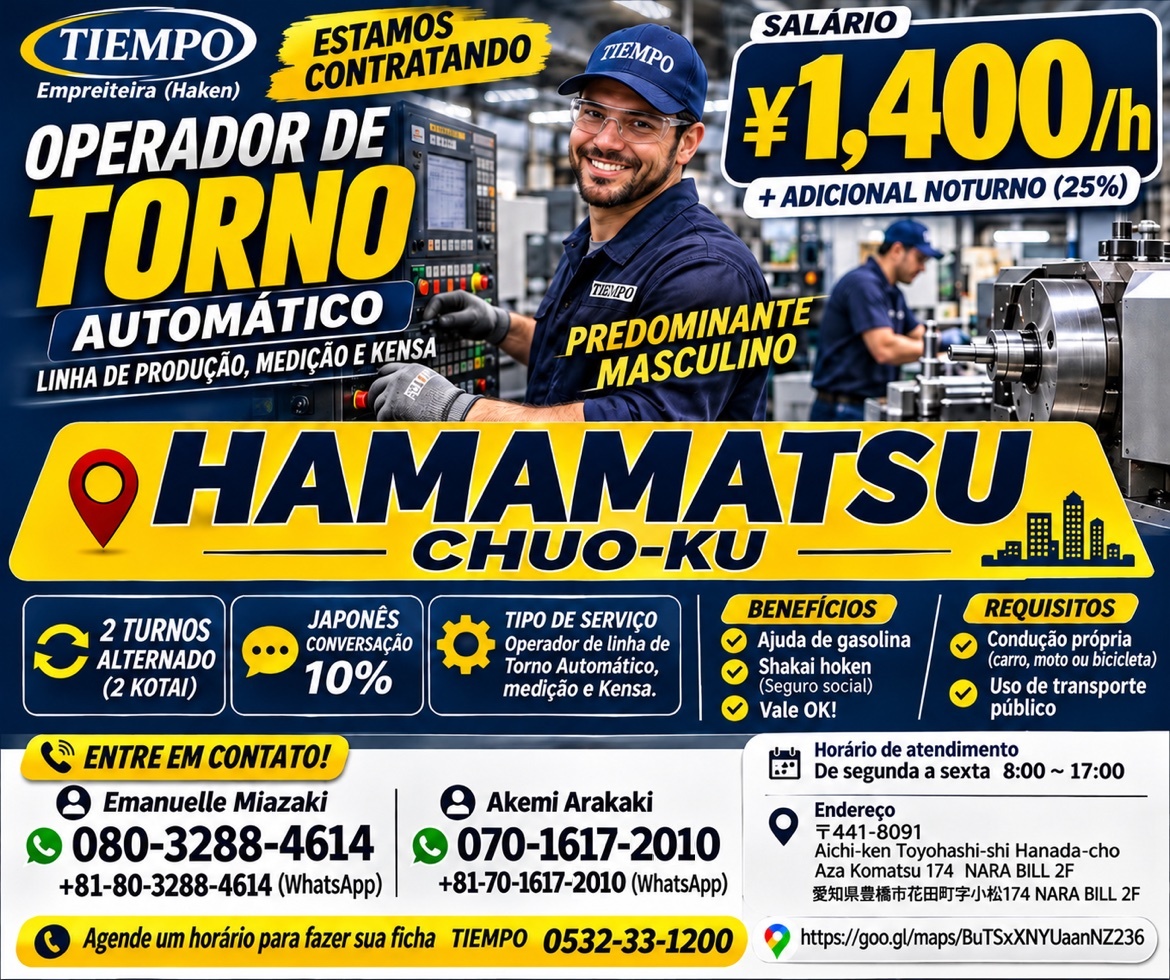 TIEMPO
Empreiteira (Haken)
ESTAMOS
CONTRATANDO
OPERADOR DE
TORNO
AUTOMÁTICO
LINHA DE PRODUÇÃO, MEDIÇÃO E KENSA
TIEMPO
TIEMPO
PREDOMINANTE
MASCULINO
SALÁRIO
¥1,400/h
+ ADICIONAL NOTURNO (25%)
HAMAMATSU
CHUO-KU
2 TURNOS
ALTERNADO
(2 KOTAI)
JAPONÊS
CONVERSAÇÃO
10%
TIPO DE SERVIÇO
Operador de linha de
Torno Automático,
medição e Kensa.
BENEFÍCIOS
Ajuda de gasolina
Shakai hoken
(Seguro social)
Vale OK!
REQUISITOS
Condução própria
(carro, moto ou bicicleta)
Uso de transporte
público
ENTRE EM CONTATO!
Emanuelle Miazaki
080-3288-4614
+81-80-3288-4614 (WhatsApp)
Akemi Arakaki
070-1617-2010
+81-70-1617-2010 (WhatsApp)
Agende um horário para fazer sua ficha TIEMPO 0532-33-1200
Horário de atendimento
De segunda a sexta 8:00 ~ 17:00
Endereço
〒441-8091
Aichi-ken Toyohashi-shi Hanada-cho
Aza Komatsu 174 NARA BILL 2F
愛知県豊橋市花田町字小松174 NARA BILL 2F
https://goo.gl/maps/BuTSxXNYUaanNZ236